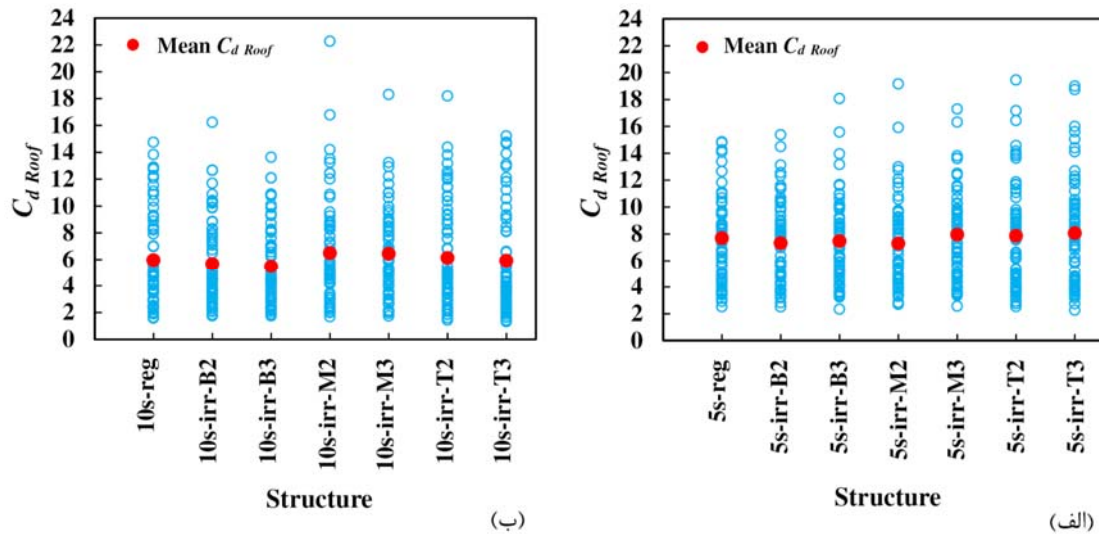 24
22
20
18
16
14
12
10
8
6
4
2
0
C_d Roof
Mean C_d Roof
10s-reg
10s-irr-B2
10s-irr-B3
10s-irr-M2
10s-irr-M3
10s-irr-T2
10s-irr-T3
Structure
(ب)
24
22
20
18
16
14
12
10
8
6
4
2
0
C_d Roof
Mean C_d Roof
5s-reg
5s-irr-B2
5s-irr-B3
5s-irr-M2
5s-irr-M3
5s-irr-T2
5s-irr-T3
Structure
(الف)